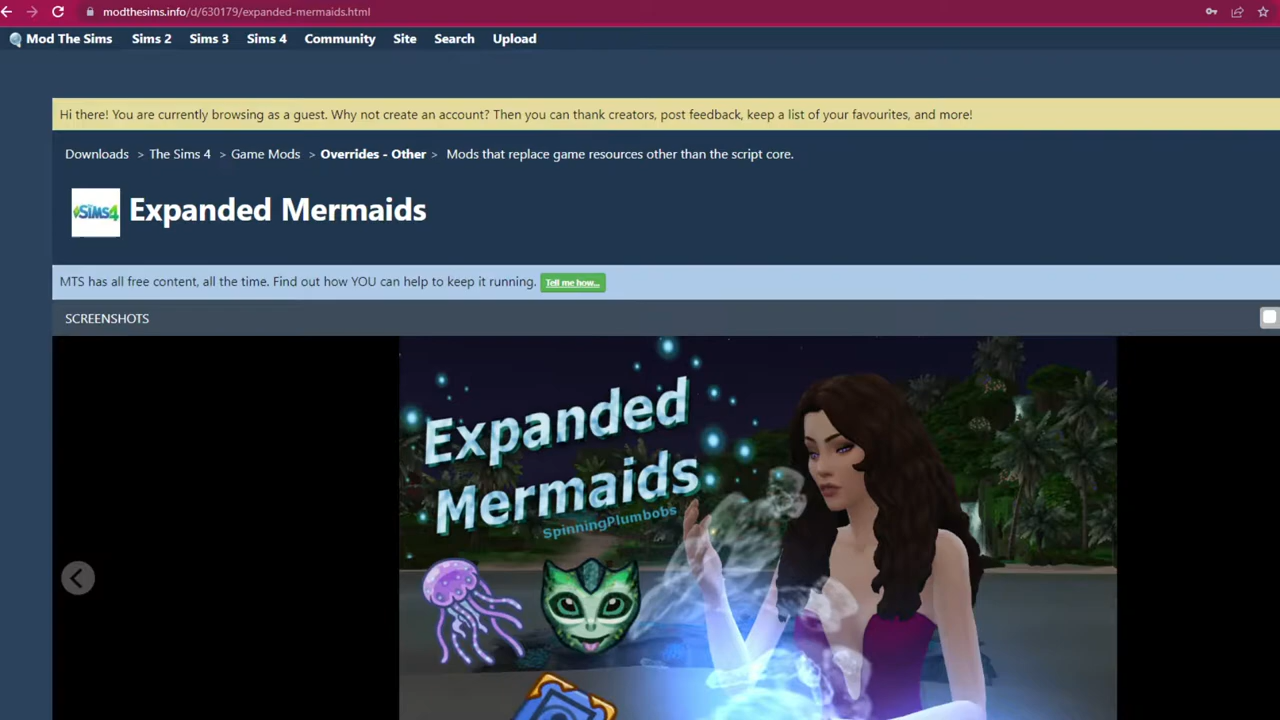 modthesims.info/d/630179/expanded-mermaids.html
Mod The Sims Sims 2 Sims 3 Sims 4 Community Site Search Upload
Hi there! You are currently browsing as a guest. Why not create an account? Then you can thank creators, post feedback, keep a list of your favourites, and more!
Downloads > The Sims 4 > Game Mods > Overrides - Other > Mods that replace game resources other than the script core.
SiMS4
Expanded Mermaids
MTS has all free content, all the time. Find out how YOU can help to keep it running. Tell me how...
SCREENSHOTS
Expanded
Mermaids
SpinningPlumbobs